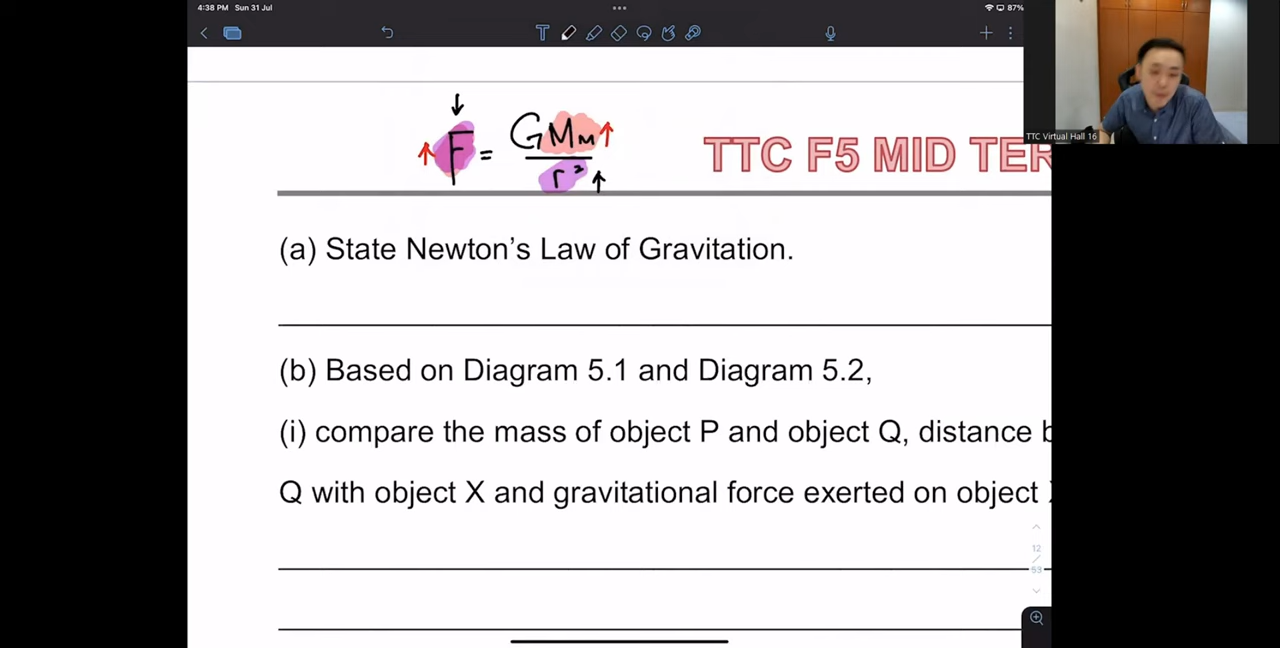 4:38 PM Sun 31 Jul
87%
F = GMm
r²
TTC F5 MID TER
(a) State Newton's Law of Gravitation.
(b) Based on Diagram 5.1 and Diagram 5.2,
(i) compare the mass of object P and object Q, distance
Q with object X and gravitational force exerted on object
12
/
53
TTC Virtual Hall 16